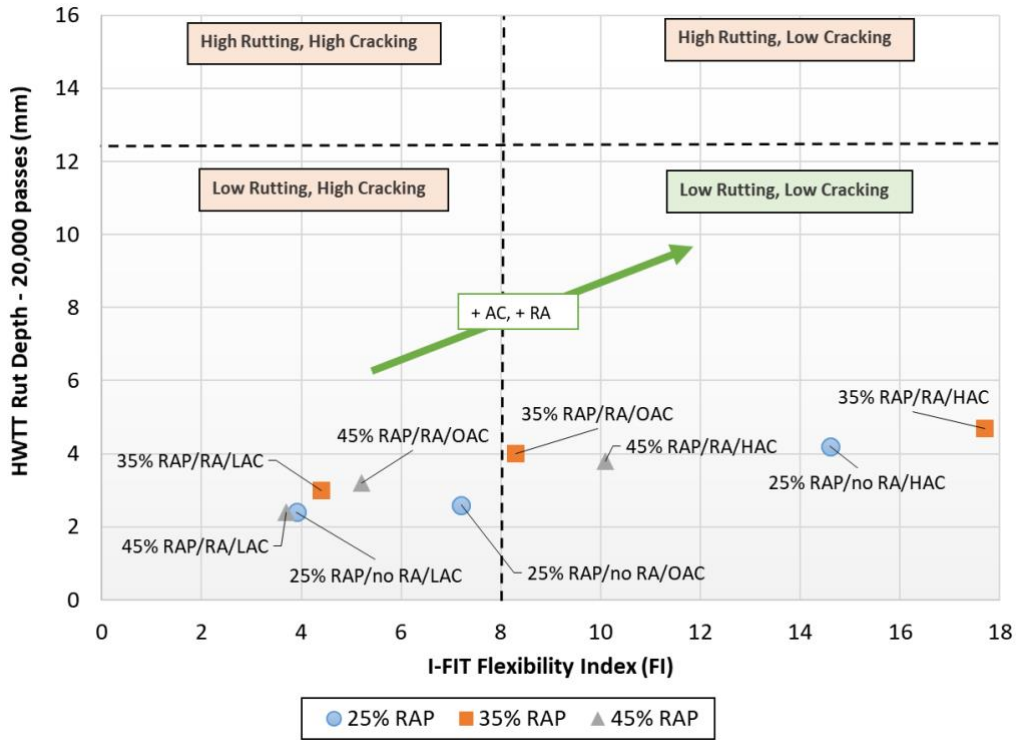 16
High Rutting, High Cracking
High Rutting, Low Cracking
14
12
Low Rutting, High Cracking
Low Rutting, Low Cracking
10
8
+ AC, + RA
6
35% RAP/RA/HAC
45% RAP/RA/OAC
35% RAP/RA/OAC
4
35% RAP/RA/LAC
45% RAP/RA/HAC
25% RAP/no RA/HAC
2
45% RAP/RA/LAC
25% RAP/no RA/LAC
25% RAP/no RA/OAC
0
HWTT Rut Depth - 20,000 passes (mm)
0 2 4 6 8 10 12 14 16 18
I-FIT Flexibility Index (FI)
25% RAP 35% RAP 45% RAP